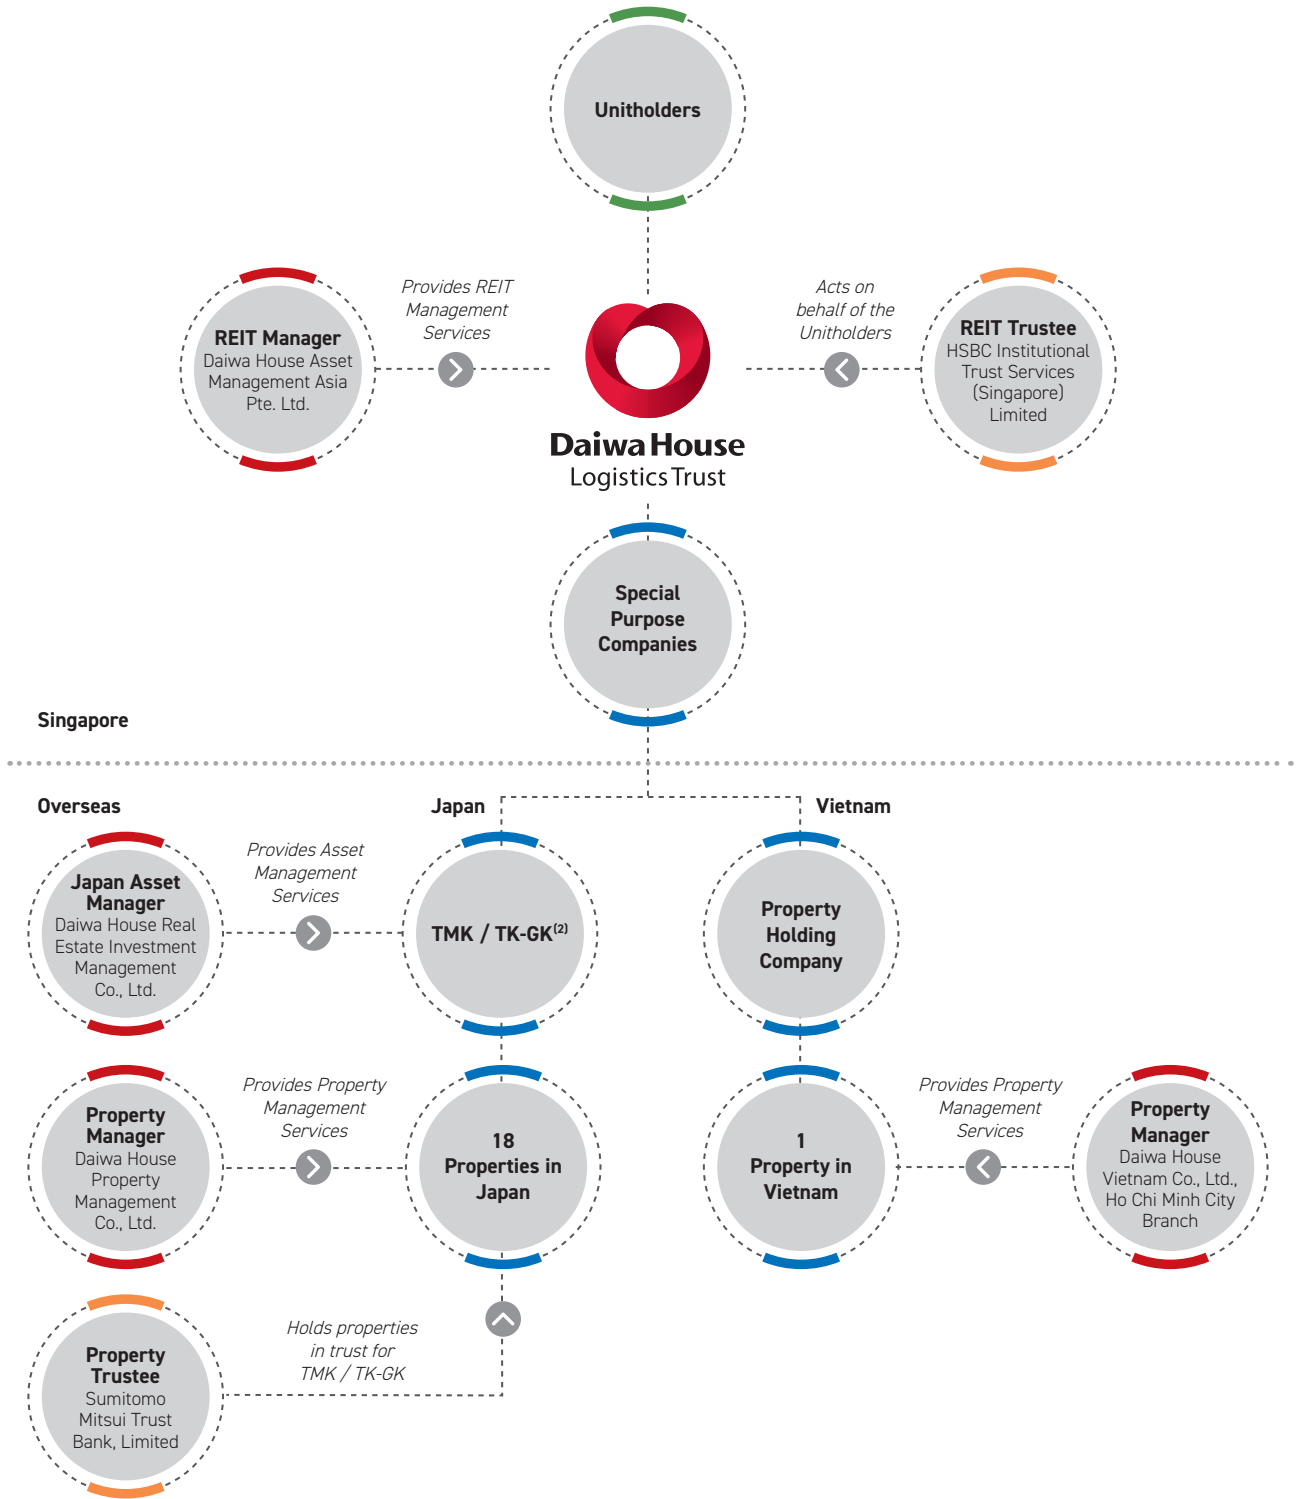 Unitholders
Provides REIT
Management
Services
Acts on
behalf of the
Unitholders
REIT Manager
Daiwa House Asset
Management Asia
Pte. Ltd.
REIT Trustee
HSBC Institutional
Trust Services
(Singapore)
Limited
Daiwa House
Logistics Trust
Special
Purpose
Companies
Singapore
Overseas
Japan
Vietnam
Japan Asset
Manager
Daiwa House Real
Estate Investment
Management
Co., Ltd.
Provides Asset
Management
Services
TMK / TK-GK(2)
Property
Holding
Company
Property
Manager
Daiwa House
Property
Management
Co., Ltd.
Provides Property
Management
Services
18
Properties in
Japan
1
Property in
Vietnam
Provides Property
Management
Services
Property
Manager
Daiwa House
Vietnam Co., Ltd.,
Ho Chi Minh City
Branch
Property
Trustee
Sumitomo
Mitsui Trust
Bank, Limited
Holds properties
in trust for
TMK / TK-GK